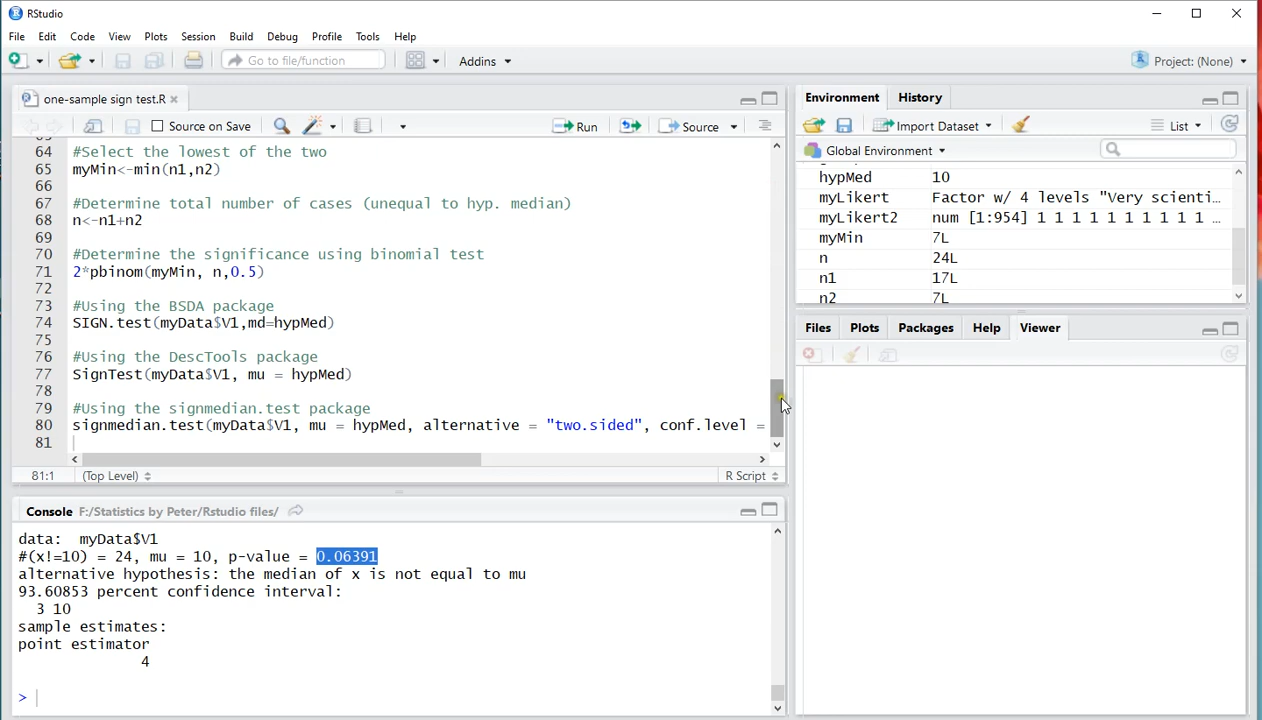 RStudio
File Edit Code View Plots Session Build Debug Profile Tools Help
Go to file/function Addins Project: (None)
one-sample sign test.R
Source on Save Run Source
64 #Select the lowest of the two
65 myMin<-min(n1,n2)
66
67 #Determine total number of cases (unequal to hyp. median)
68 n<-n1+n2
69
70 #Determine the significance using binomial test
71 2*pbinom(myMin, n,0.5)
72
73 #Using the BSDA package
74 SIGN.test(myData$V1,md=hypMed)
75
76 #Using the DescTools package
77 SignTest(myData$V1, mu = hypMed)
78
79 #Using the signmedian.test package
80 signmedian.test(myData$V1, mu = hypMed, alternative = "two.sided", conf.level =
81
81:1 (Top Level) R Script
Console F:/Statistics by Peter/Rstudio files/
data: myData$V1
#(x!=10) = 24, mu = 10, p-value = 0.06391
alternative hypothesis: the median of x is not equal to mu
93.60853 percent confidence interval:
3 10
sample estimates:
point estimator
4
>
Environment History
Import Dataset List
Global Environment
hypMed 10
myLikert Factor w/ 4 levels "Very scienti…
myLikert2 num [1:954] 1 1 1 1 1 1 1 1 1 1 …
myMin 7L
n 24L
n1 17L
n2 7L
Files Plots Packages Help Viewer